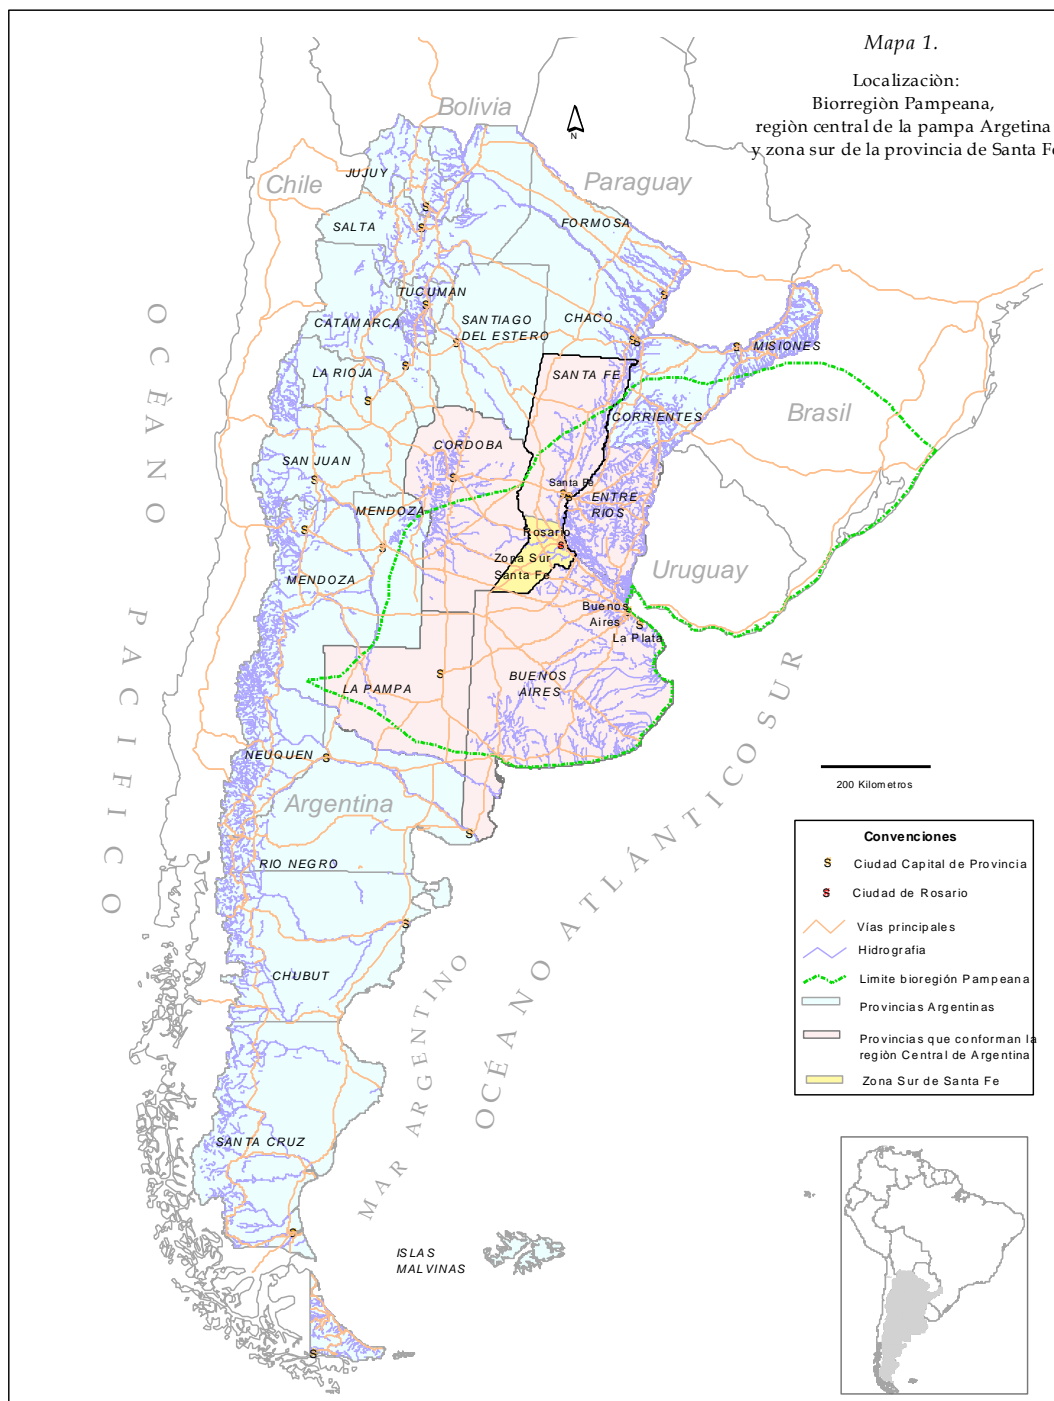 Mapa 1.
Localizaciòn:
Biorregiòn Pampeana,
regiòn central de la pampa Argetina
y zona sur de la provincia de Santa Fe
Bolivia
N
Paraguay
Chile
JUJUY
SALTA
FORMOSA
TUCUMAN
CATAMARCA
SANTIAGO
DEL ESTERO
CHACO
MISIONES
LA RIOJA
SANTA FE
CORRIENTES
Brasil
CORDOBA
SAN JUAN
Santa Fe
ENTRE
RIOS
MENDOZA
Rosario
Zona Sur
Santa Fe
MENDOZA
Uruguay
Buenos
Aires
La Plata
LA PAMPA
BUENOS
AIRES
NEUQUEN
Argentina
RIO NEGRO
CHUBUT
SANTA CRUZ
ISLAS
MALVINAS
OCÈANO PACIFICO
MAR ARGENTINO
OCÉANO ATLÁNTICO SUR
200 Kilometros
Convenciones
S Ciudad Capital de Provincia
S Ciudad de Rosario
Vías principales
Hidrografia
Limite bioregión Pampeana
Provincias Argentinas
Provincias que conforman la
regiòn Central de Argentina
Zona Sur de Santa Fe